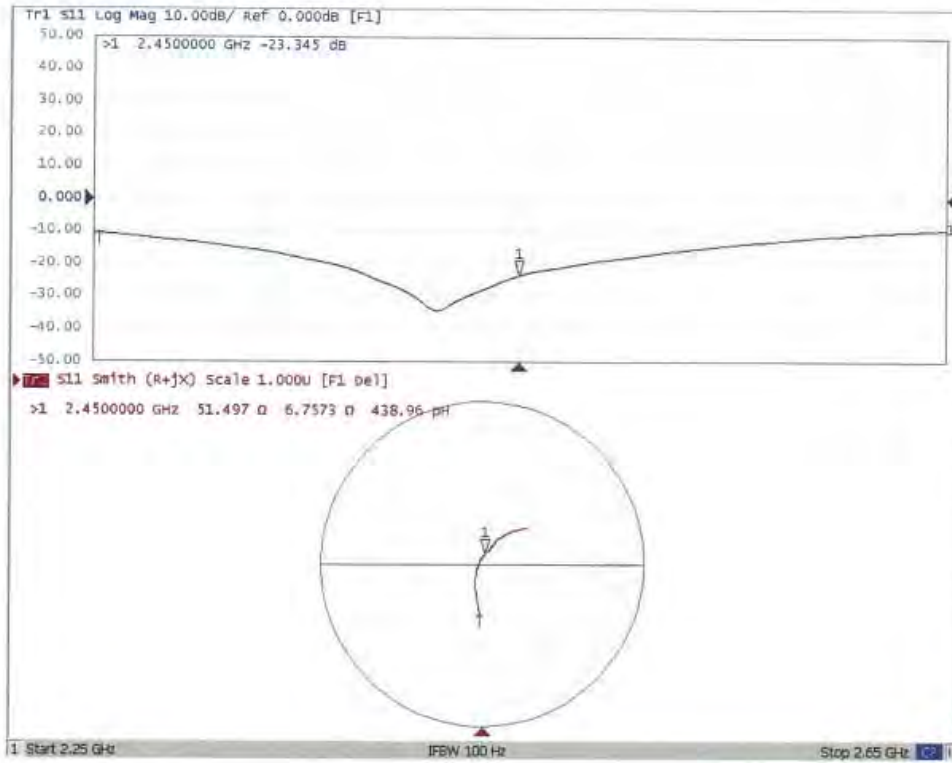 Tr1 S11 Log Mag 10.00dB/ Ref 0.000dB [F1]
50.00
>1 2.4500000 GHz -23.345 dB
40.00
30.00
20.00
10.00
0.000
-10.00
-20.00
1
-30.00
-40.00
-50.00
S11 Smith (R+jX) Scale 1.000U [F1 Del]
>1 2.4500000 GHz 51.497 Ω 6.7573 Ω 438.96 pH
1
1 Start 2.25 GHz IFBW 100 Hz Stop 2.65 GHz